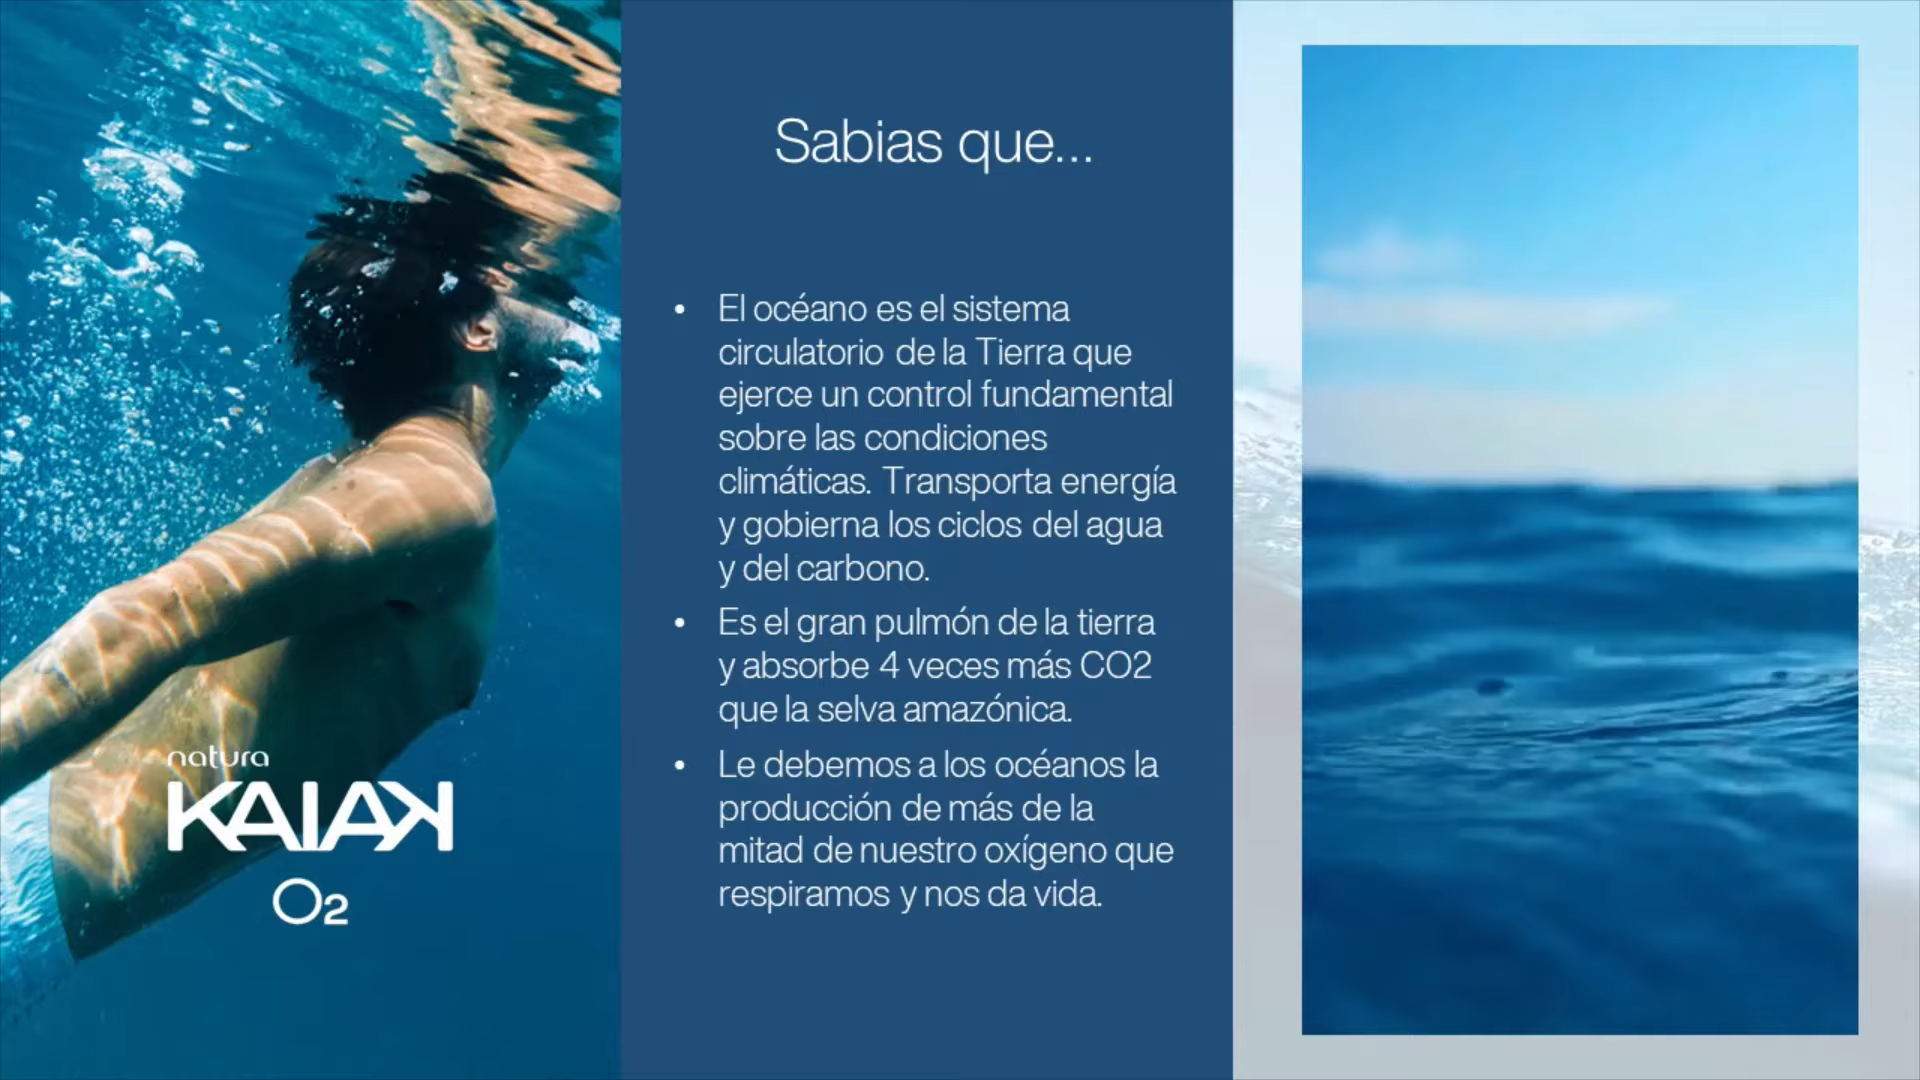 natura
KAIAK
O2
Sabias que...
• El océano es el sistema
circulatorio de la Tierra que
ejerce un control fundamental
sobre las condiciones
climáticas. Transporta energía
y gobierna los ciclos del agua
y del carbono.
• Es el gran pulmón de la tierra
y absorbe 4 veces más CO2
que la selva amazónica.
• Le debemos a los océanos la
producción de más de la
mitad de nuestro oxígeno que
respiramos y nos da vida.